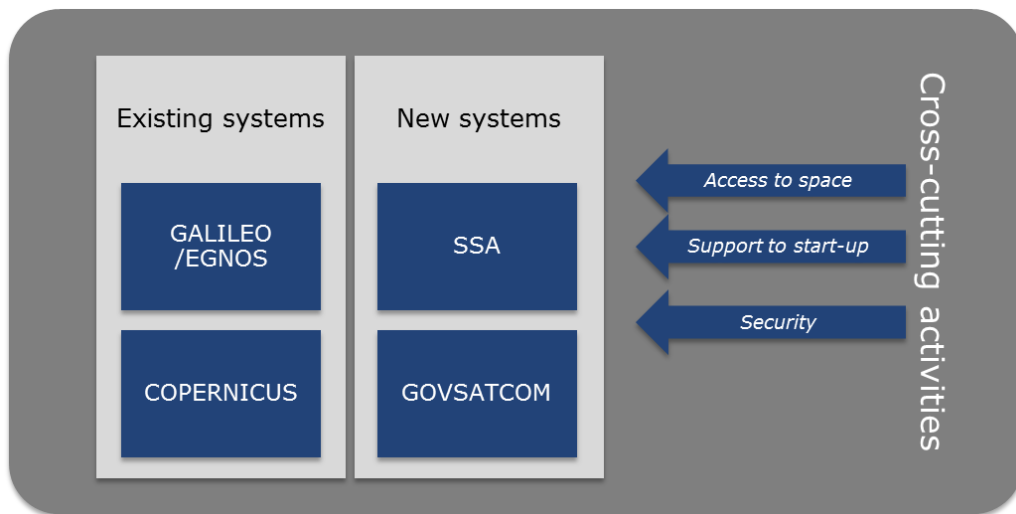 Existing systems
GALILEO
/EGNOS
COPERNICUS
New systems
SSA
GOVSATCOM
Access to space
Support to start-up
Security
Cross-cutting activities